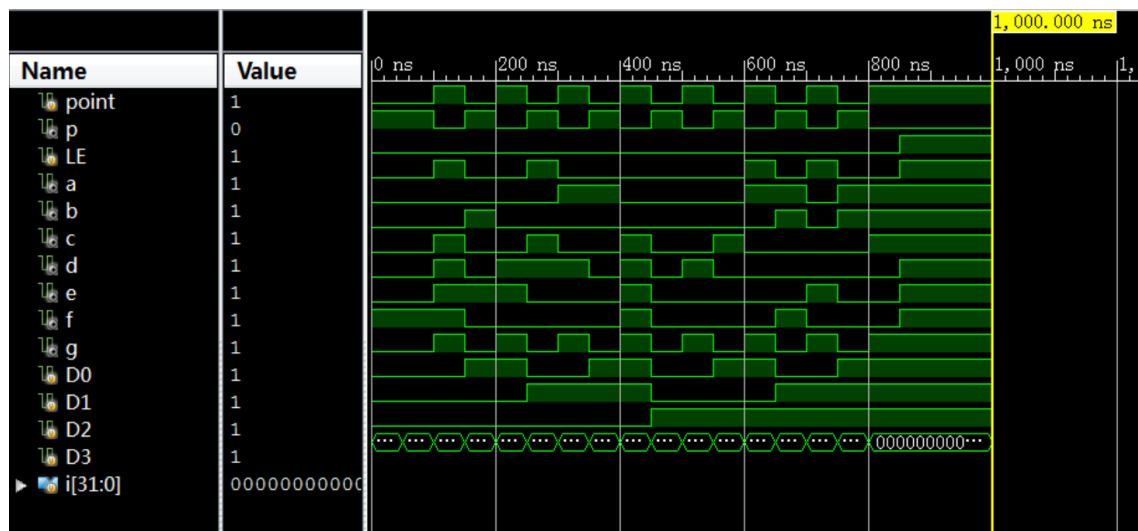 1,000.000 ns
Name Value 0 ns 200 ns 400 ns 600 ns 800 ns 1,000 ns 1,
point 1
p 0
LE 1
a 1
b 1
c 1
d 1
e 1
f 1
g 1
D0 1
D1 1
D2 1
D3 1
i[31:0] 00000000000 ... ... ... ... ... ... ... ... ... ... ... ... ... ... ... ... 000000000...